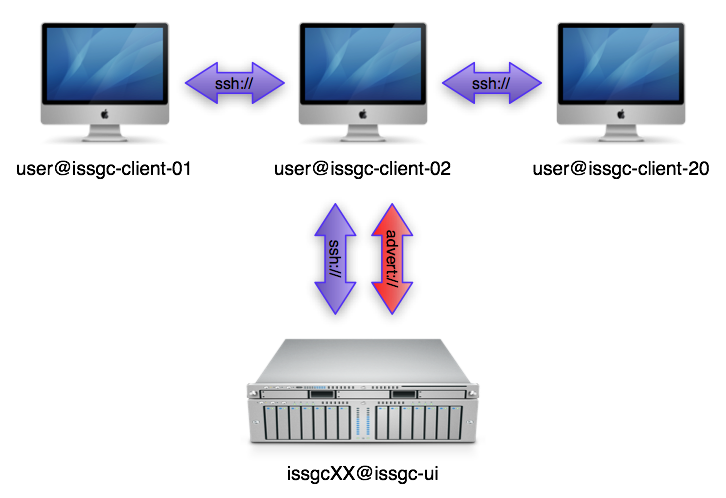 ssh://
ssh://
user@issgc-client-01
user@issgc-client-02
user@issgc-client-20
ssh://
advert://
issgcXX@issgc-ui